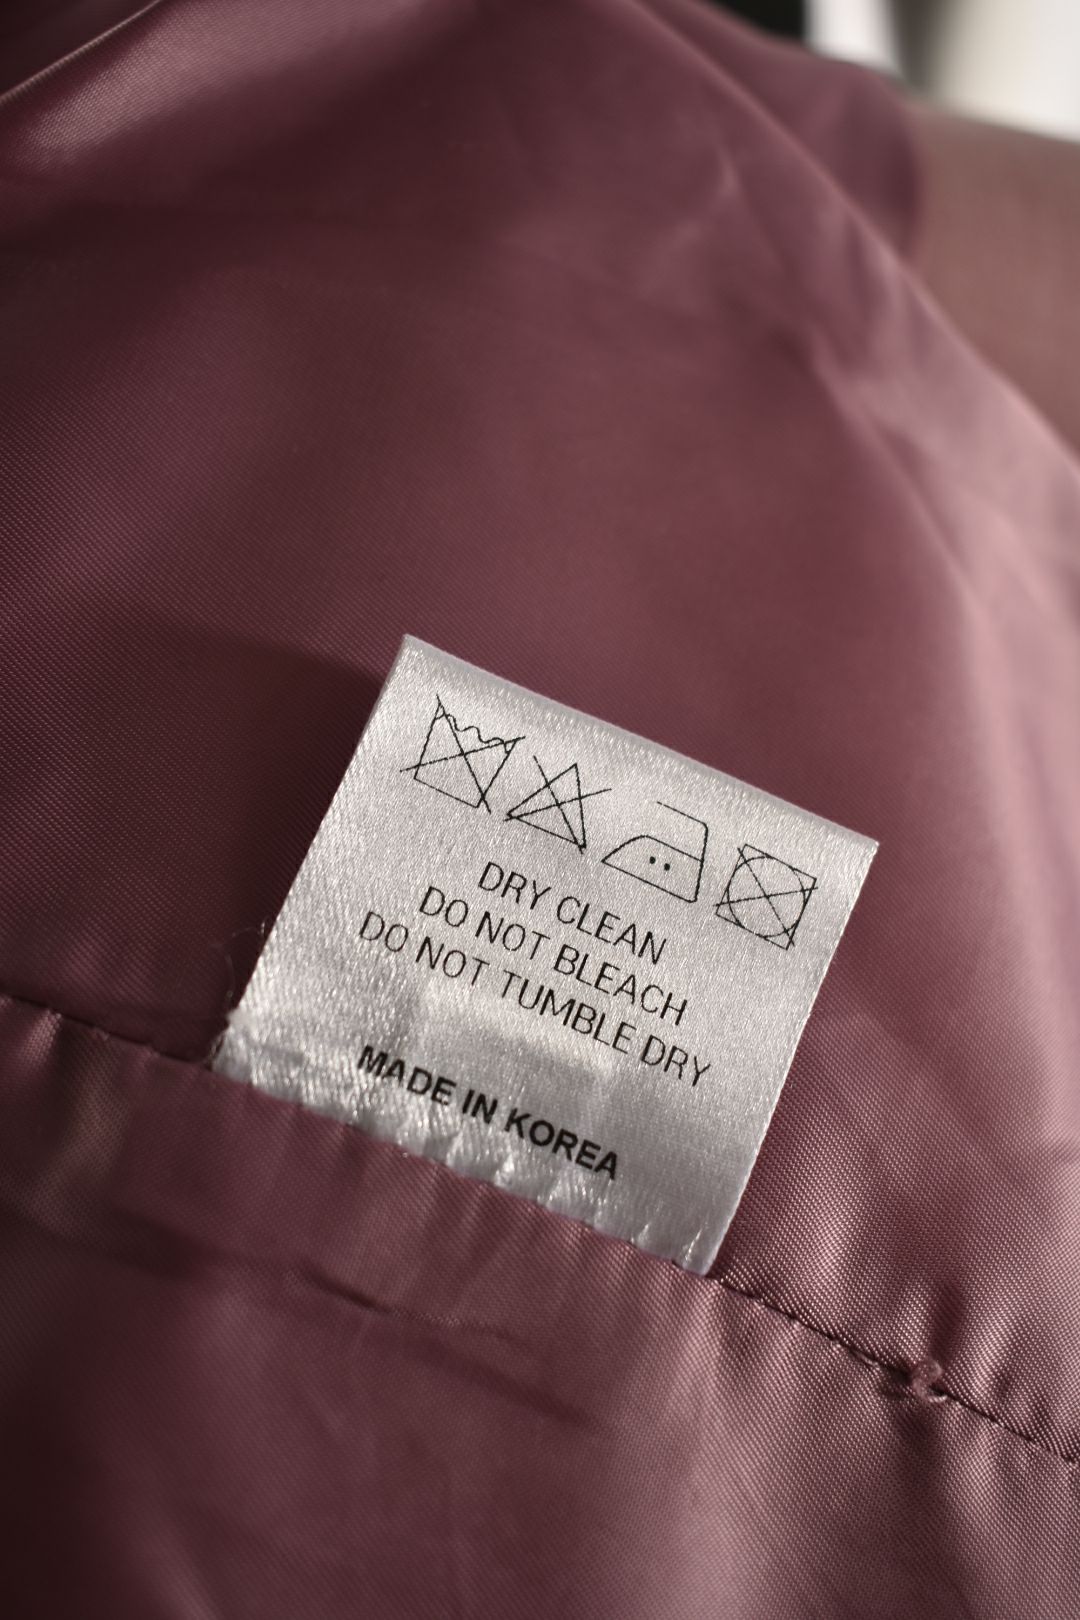 DRY CLEAN
DO NOT BLEACH
DO NOT TUMBLE DRY
MADE IN KOREA